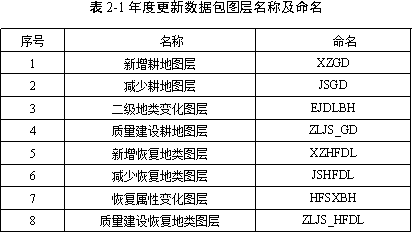 表 2-1 年度更新数据包图层名称及命名
序号 名称 命名
1 新增耕地图层 XZGD
2 减少耕地图层 JSGD
3 二级地类变化图层 EJDLBH
4 质量建设耕地图层 ZLJS_GD
5 新增恢复地类图层 XZHFDL
6 减少恢复地类图层 JSHFDL
7 恢复属性变化图层 HFSXBH
8 质量建设恢复地类图层 ZLJS_HFDL